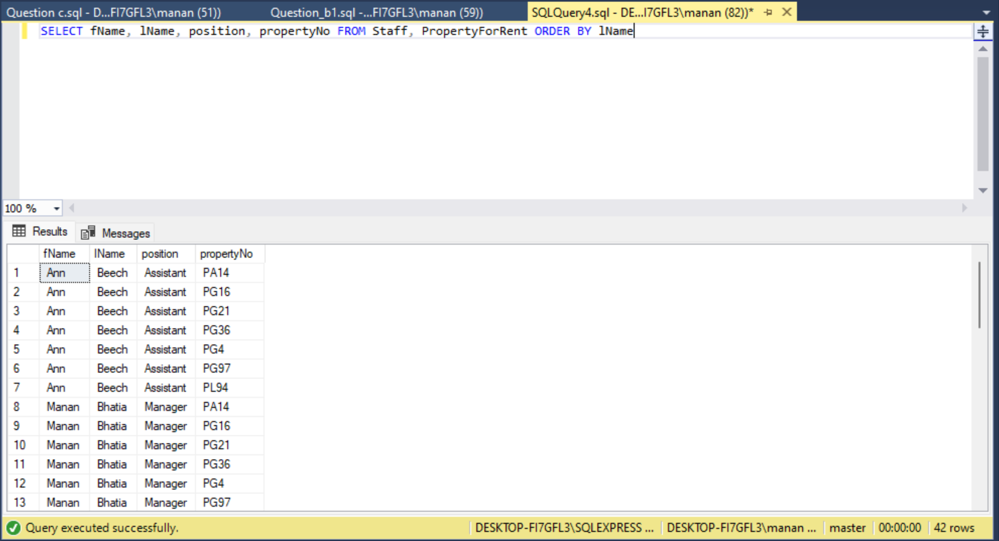 Question c.sql - D...FI7GFL3\manan (51)) Question_b1.sql -...FI7GFL3\manan (59)) SQLQuery4.sql - DE...I7GFL3\manan (82))*
SELECT fName, lName, position, propertyNo FROM Staff, PropertyForRent ORDER BY lName
100 %
Results Messages
fName lName position propertyNo
1 Ann Beech Assistant PA14
2 Ann Beech Assistant PG16
3 Ann Beech Assistant PG21
4 Ann Beech Assistant PG36
5 Ann Beech Assistant PG4
6 Ann Beech Assistant PG97
7 Ann Beech Assistant PL94
8 Manan Bhatia Manager PA14
9 Manan Bhatia Manager PG16
10 Manan Bhatia Manager PG21
11 Manan Bhatia Manager PG36
12 Manan Bhatia Manager PG4
13 Manan Bhatia Manager PG97
Query executed successfully. DESKTOP-FI7GFL3\SQLEXPRESS ... DESKTOP-FI7GFL3\manan ... master 00:00:00 42 rows